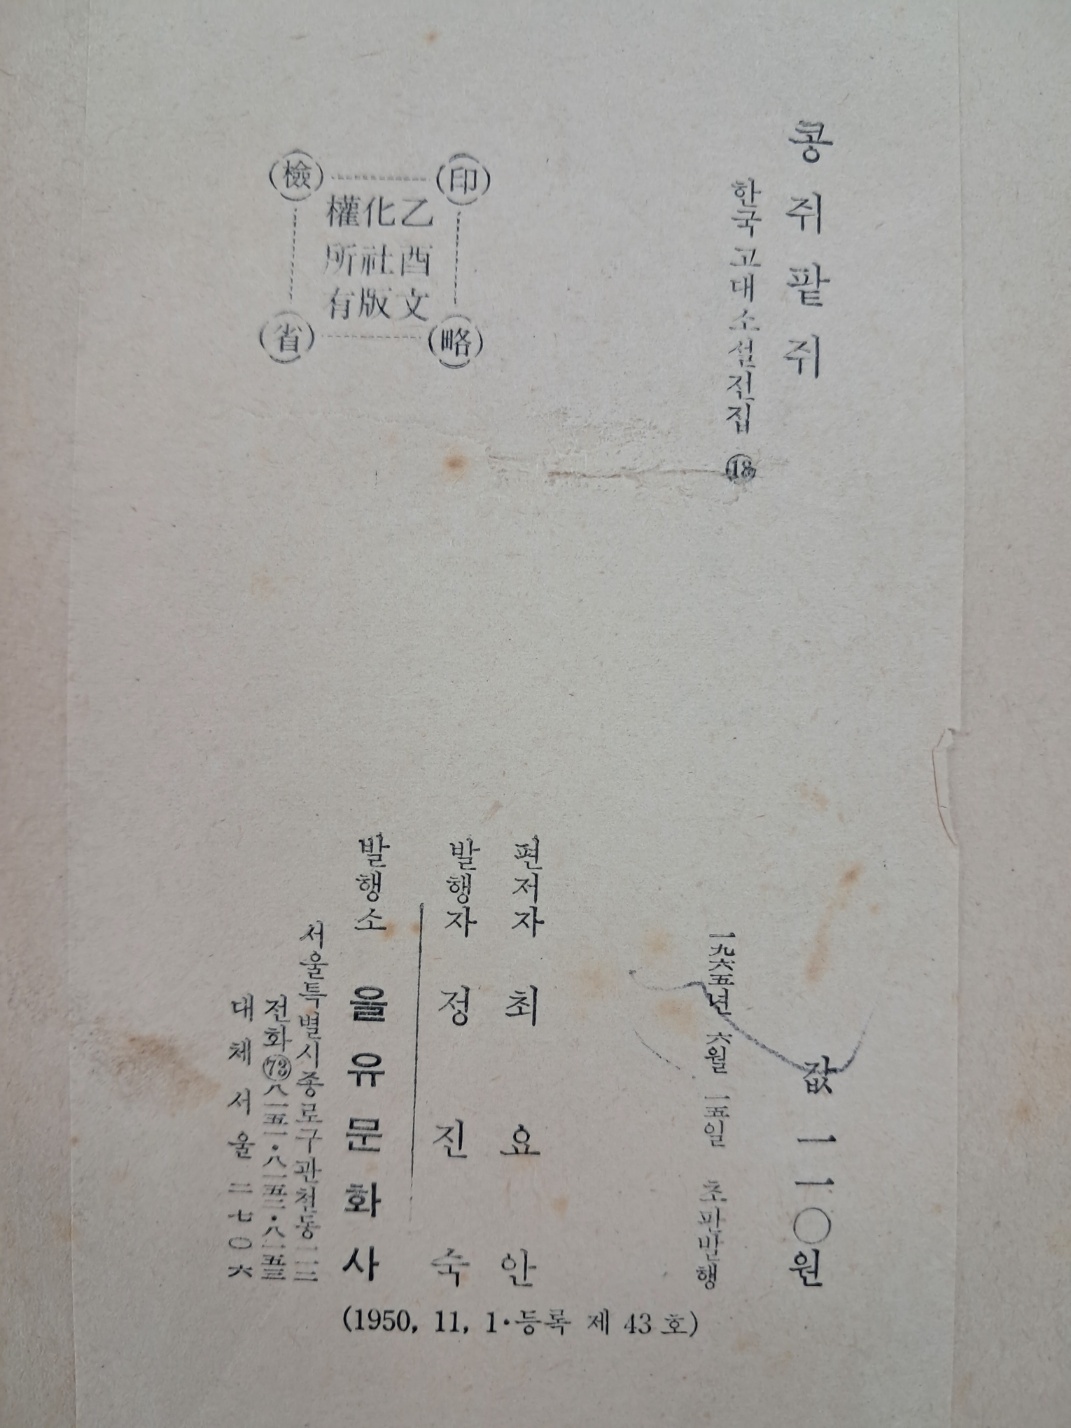 콩쥐팥쥐
한국고대소설전집 ⑱
印 檢
乙酉文
化社版
權所有
略 省
값 一一〇원
一九六五년 六월 一五일 초판발행
편저자 최요안
발행자 정진숙
발행소 을유문화사
서울특별시종로구관철동一一二
전화(73)八一五一·八一五二·八一五三
대체서울 二七〇六
(1950, 11, 1·등록 제 43 호)